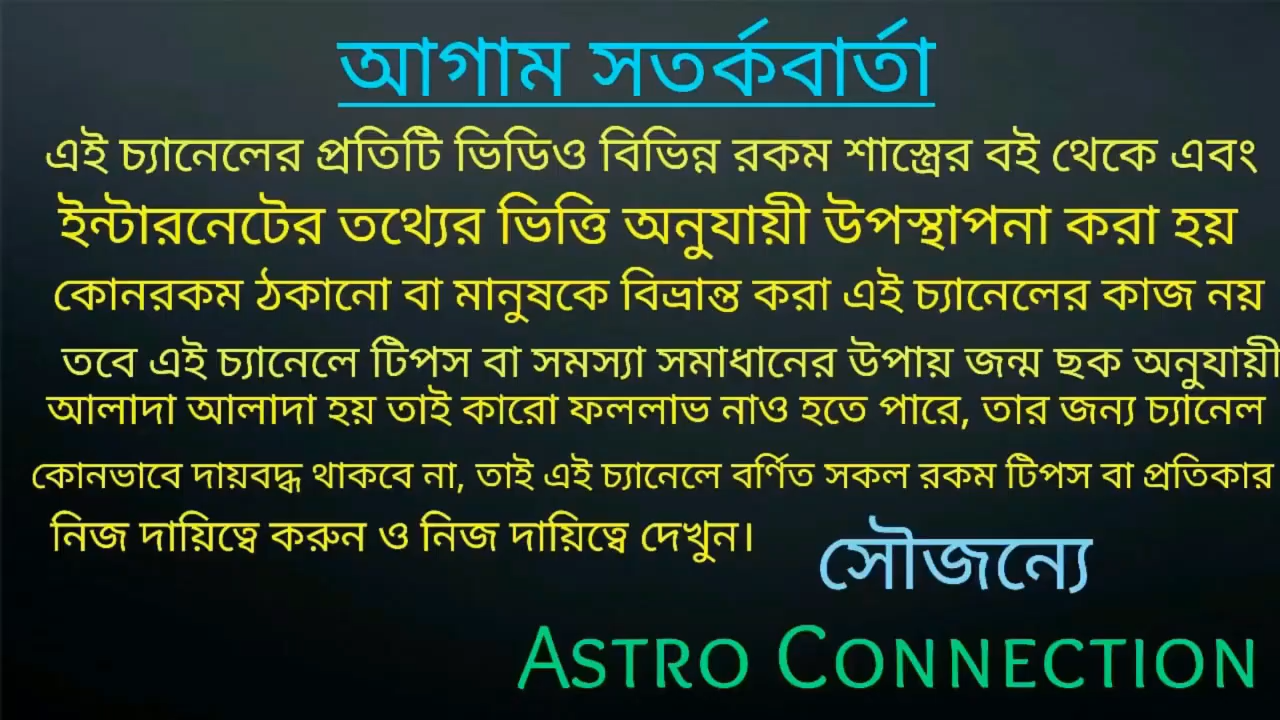 আগাম সতর্কবার্তা
এই চ্যানেলের প্রতিটি ভিডিও বিভিন্ন রকম শাস্ত্রের বই থেকে এবং
ইন্টারনেটের তথ্যের ভিত্তি অনুযায়ী উপস্থাপনা করা হয়
কোনরকম ঠকানো বা মানুষকে বিভ্রান্ত করা এই চ্যানেলের কাজ নয়
তবে এই চ্যানেলে টিপস বা সমস্যা সমাধানের উপায় জন্ম ছক অনুযায়ী
আলাদা আলাদা হয় তাই কারো ফললাভ নাও হতে পারে, তার জন্য চ্যানেল
কোনভাবে দায়বদ্ধ থাকবে না, তাই এই চ্যানেলে বর্ণিত সকল রকম টিপস বা প্রতিকার
নিজ দায়িত্বে করুন ও নিজ দায়িত্বে দেখুন।
সৌজন্যে
ASTRO CONNECTION